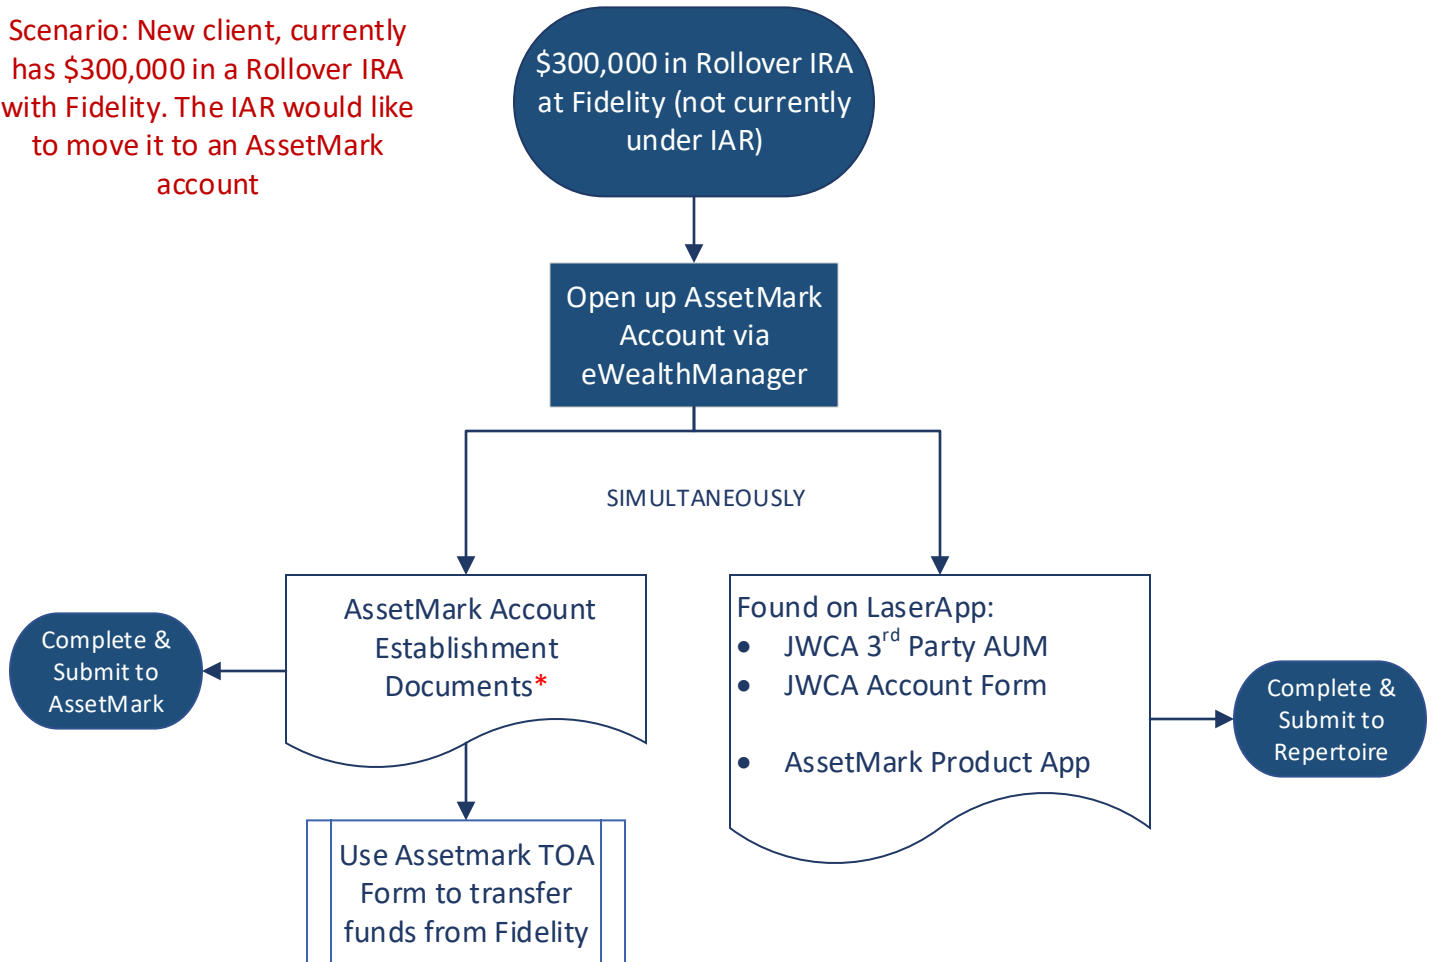 Scenario: New client, currently
has $300,000 in a Rollover IRA
with Fidelity. The IAR would like
to move it to an AssetMark
account
$300,000 in Rollover IRA
at Fidelity (not currently
under IAR)
Open up AssetMark
Account via
eWealthManager
SIMULTANEOUSLY
AssetMark Account
Establishment
Documents*
Complete &
Submit to
AssetMark
Found on LaserApp:
• JWCA 3rd Party AUM
• JWCA Account Form
• AssetMark Product App
Complete &
Submit to
Repertoire
Use Assetmark TOA
Form to transfer
funds from Fidelity